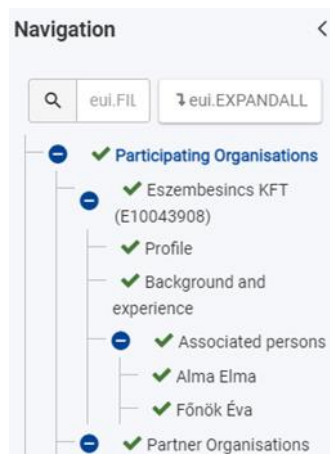 Navigation
eui.FIL
eui.EXPANDALL
Participating Organisations
Eszembesincs KFT
(E10043908)
Profile
Background and
experience
Associated persons
Alma Elma
Főnök Éva
Partner Organisations